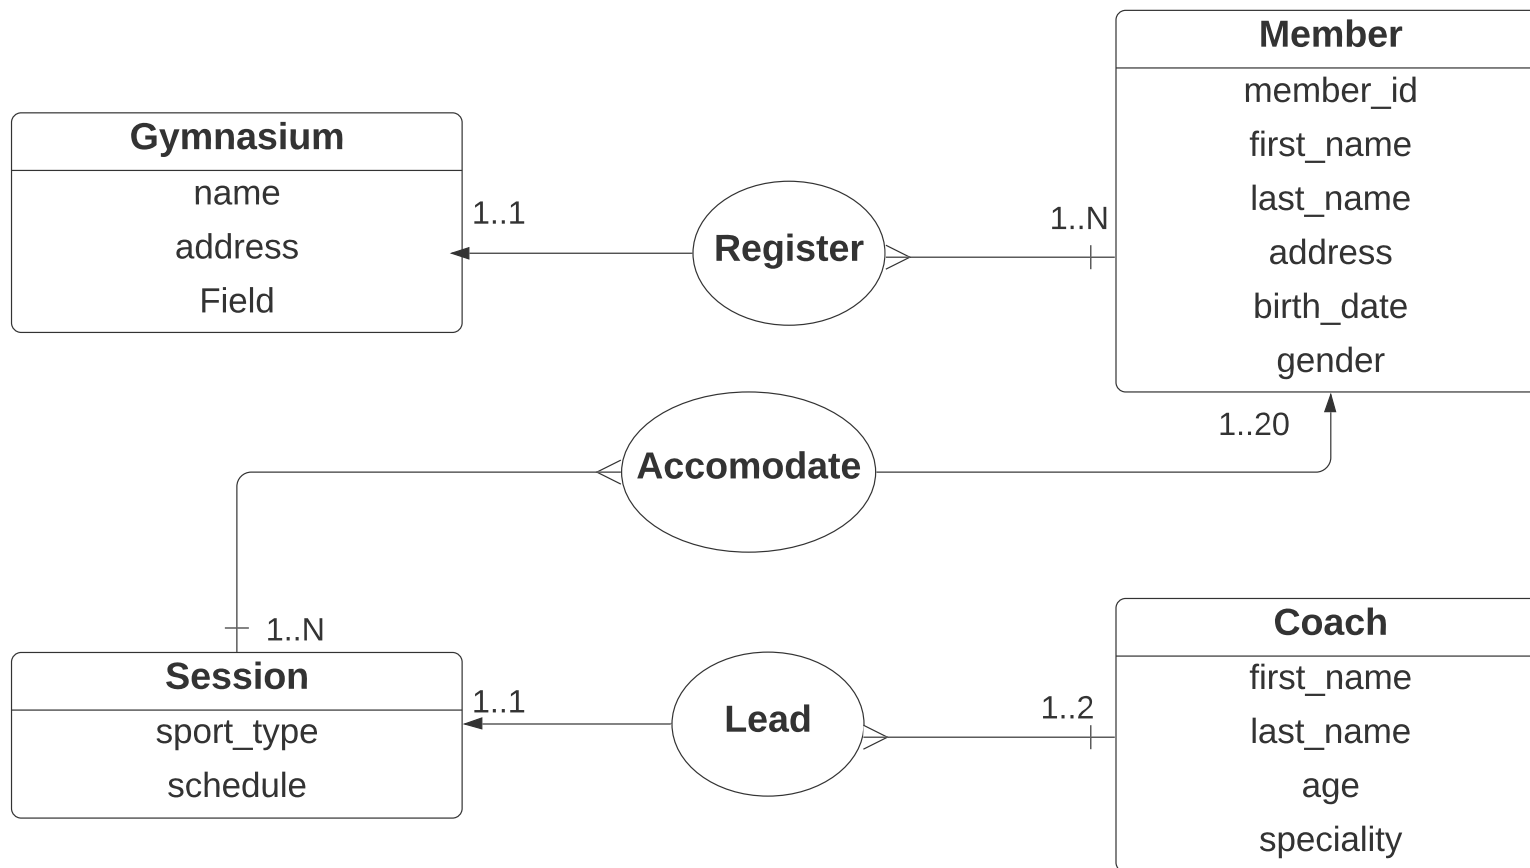 Gymnasium
name
address
Field
1..1
Register
1..N
Member
member_id
first_name
last_name
address
birth_date
gender
1..20
Accomodate
1..N
Session
sport_type
schedule
1..1
Lead
1..2
Coach
first_name
last_name
age
speciality